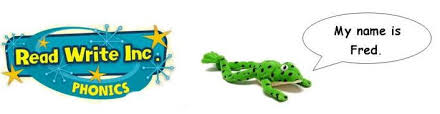 Read Write Inc.
PHONICS
My name is
Fred.